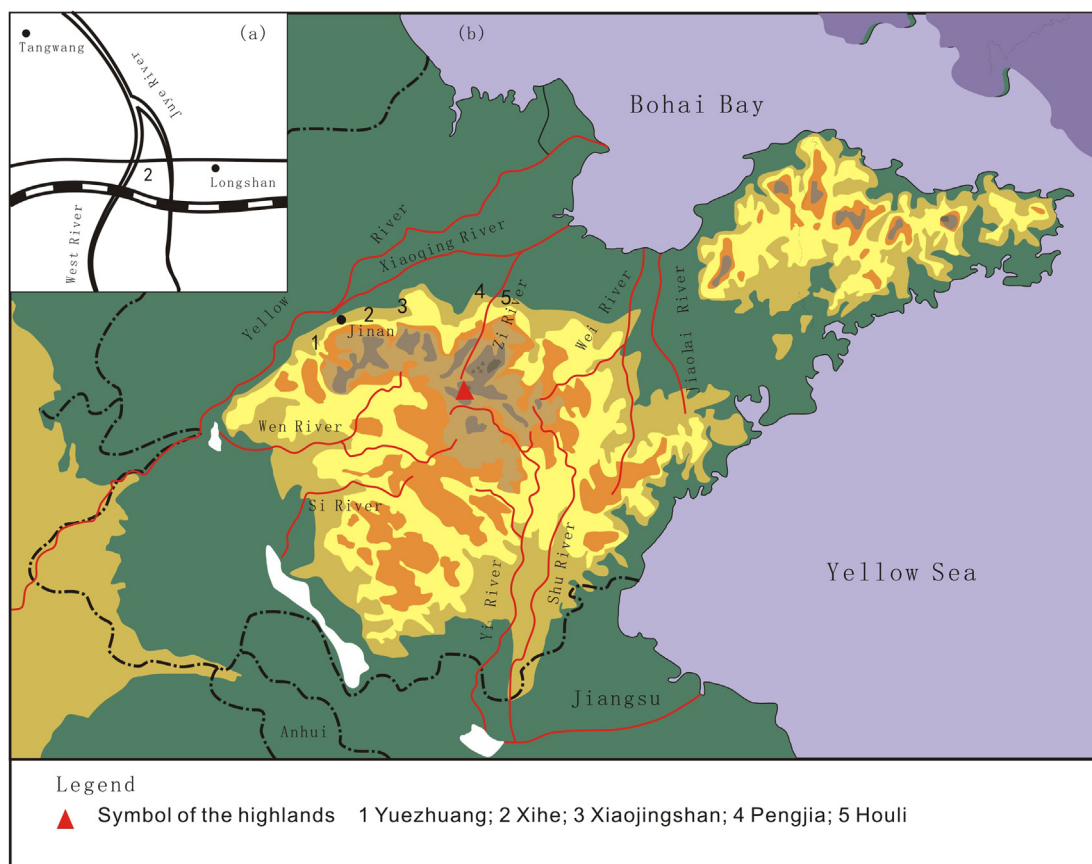 (a)
Tangwang
Juye River
2
Longshan
West River
(b)
Bohai Bay
Yellow River
Xiaoqing River
3
4
5
2
Jinan
1
Zi River
Wei River
Jiaolai River
Wen River
Si River
Yi River
Shu River
Yellow Sea
Jiangsu
Anhui
Legend
Symbol of the highlands 1 Yuezhuang; 2 Xihe; 3 Xiaojingshan; 4 Pengjia; 5 Houli